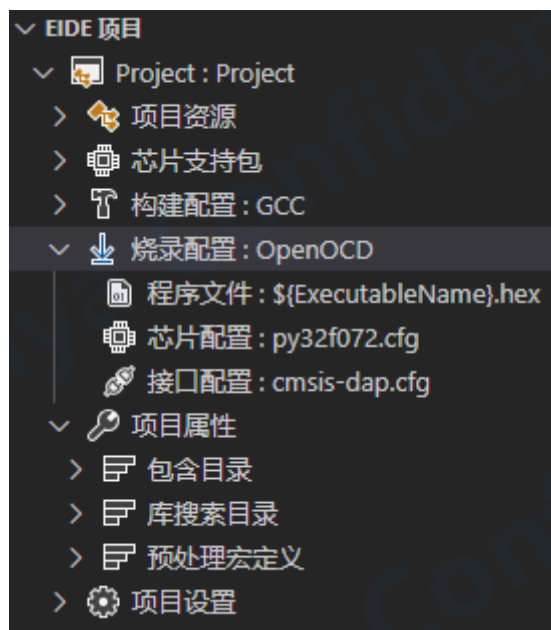 EIDE 项目
Project : Project
项目资源
芯片支持包
构建配置 : GCC
烧录配置 : OpenOCD
程序文件 : ${ExecutableName}.hex
芯片配置 : py32f072.cfg
接口配置 : cmsis-dap.cfg
项目属性
包含目录
库搜索目录
预处理宏定义
项目设置